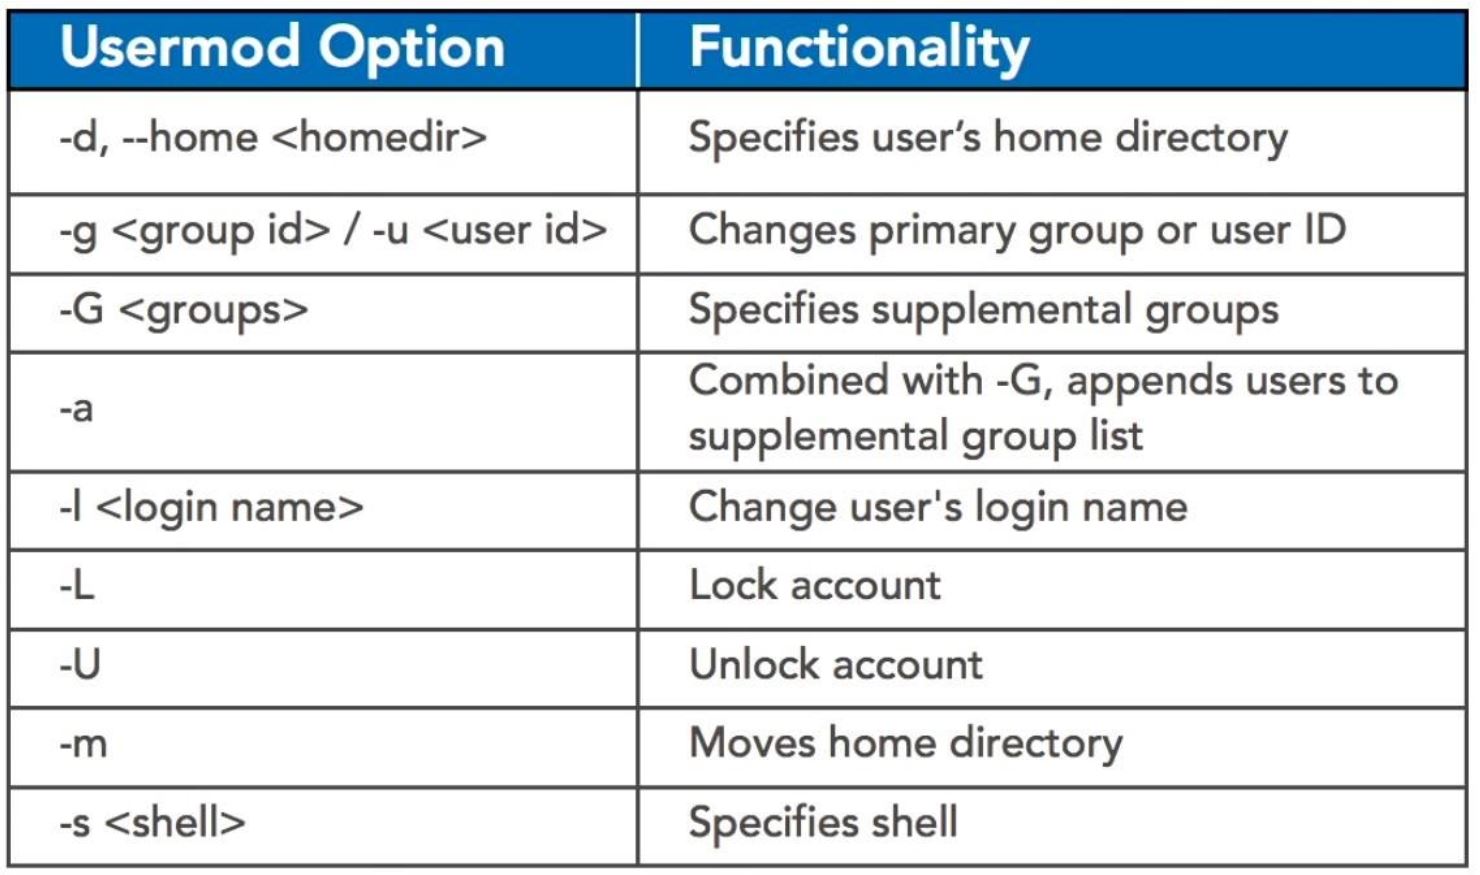 Usermod Option Functionality
-d, --home <homedir> Specifies user’s home directory
-g <group id> / -u <user id> Changes primary group or user ID
-G <groups> Specifies supplemental groups
-a Combined with -G, appends users to
supplemental group list
-l <login name> Change user's login name
-L Lock account
-U Unlock account
-m Moves home directory
-s <shell> Specifies shell